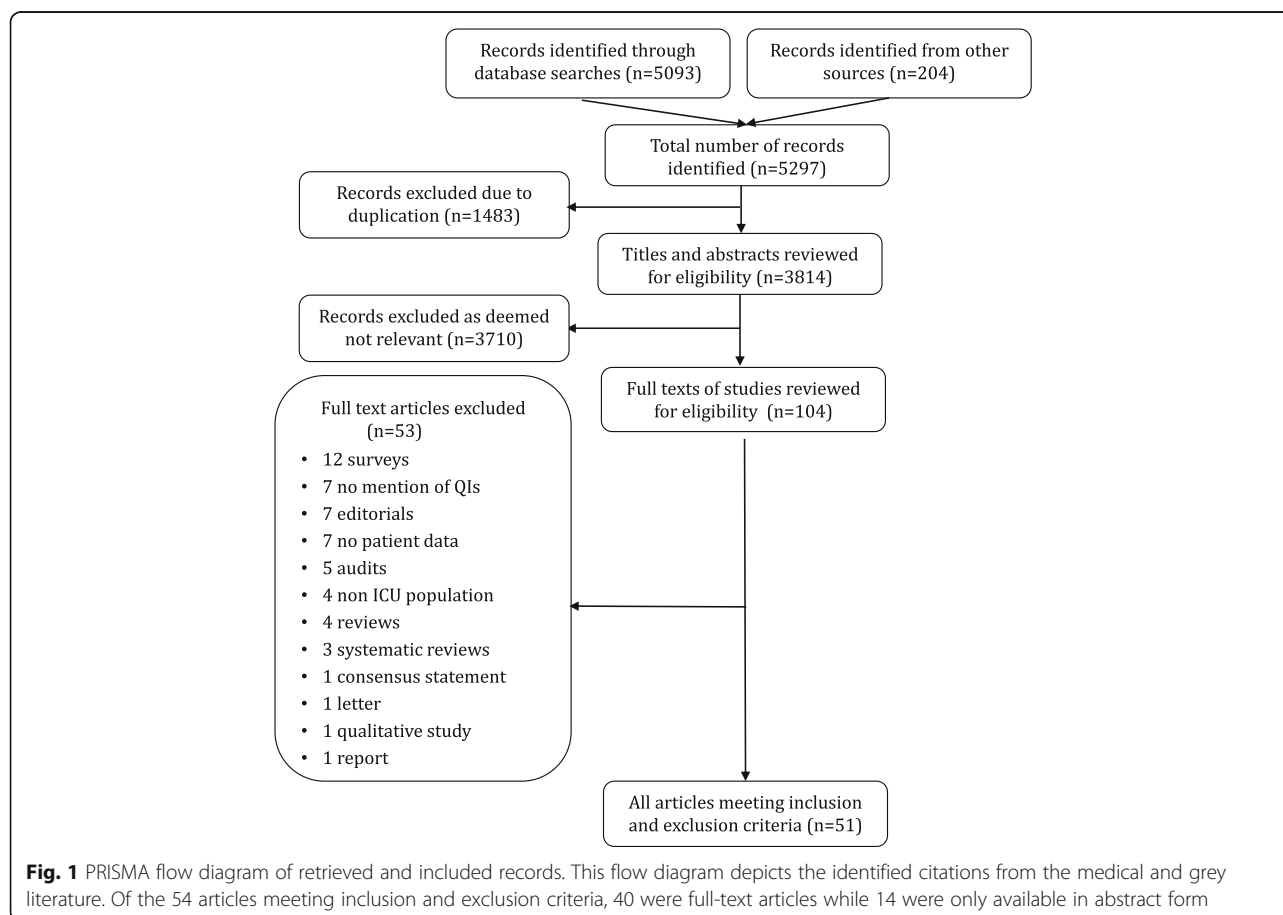 Records identified through
database searches (n=5093)
Records identified from other
sources (n=204)
Total number of records
identified (n=5297)
Records excluded due to
duplication (n=1483)
Titles and abstracts reviewed
for eligibility (n=3814)
Records excluded as deemed
not relevant (n=3710)
Full texts of studies reviewed
for eligibility (n=104)
Full text articles excluded
(n=53)
• 12 surveys
• 7 no mention of QIs
• 7 editorials
• 7 no patient data
• 5 audits
• 4 non ICU population
• 4 reviews
• 3 systematic reviews
• 1 consensus statement
• 1 letter
• 1 qualitative study
• 1 report
All articles meeting inclusion
and exclusion criteria (n=51)
Fig. 1 PRISMA flow diagram of retrieved and included records. This flow diagram depicts the identified citations from the medical and grey
literature. Of the 54 articles meeting inclusion and exclusion criteria, 40 were full-text articles while 14 were only available in abstract form